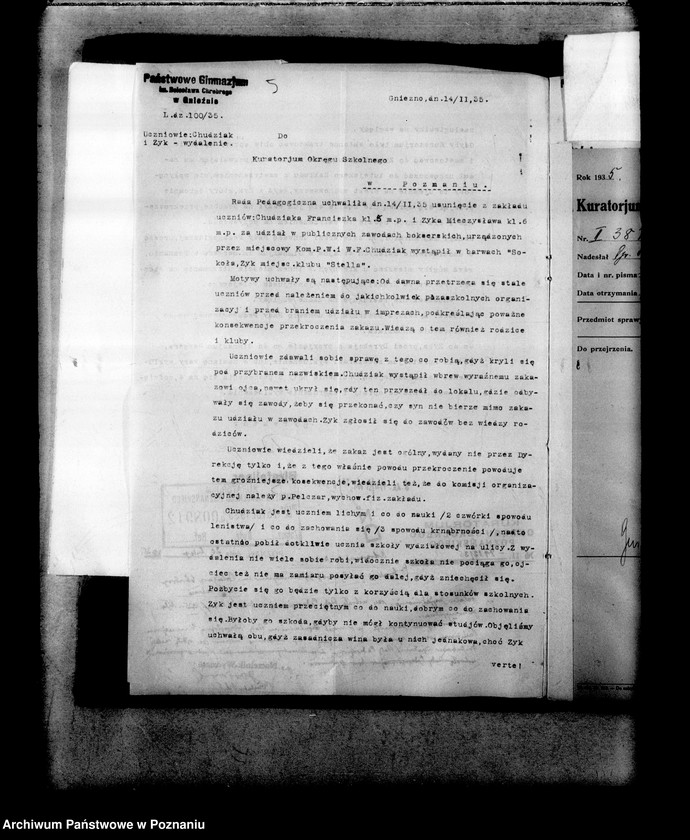 Państwowe Gimnazjum
im. Bolesława Chrobrego
w Gnieźnie
5
Gniezno,dn.14/II,35.
L.dz.100/35.
Uczniowie:Chudziak
i Zyk - wydalenie.
Do
Kuratorjum Okręgu Szkolnego
w Poznaniu.
Rada Pedagogiczna uchwaliła dn.14/II,35 usunięcie z zakładu
uczniów:Chudziaka Franciszka kl.5 m.p. i Zyka Mieczysława kl.6
m.p. za udział w publicznych zawodach bokserskich,urządzonych
przez miejscowy Kom.P.W.i W.F.Chudziak wystąpił w barwach "So-
koła,Zyk miejsc.klubu "Stella".
Motywy uchwały są następujące:Od dawna przetrzega się stale
uczniów przed należeniem do jakichkolwiek pozaszkolnych organi-
zacyj i przed braniem udziału w imprezach,podkreślając poważne
konsekwencje przekroczenia zakazu.Wiedzą o tem również rodzice
i kluby.
Uczniowie zdawali sobie sprawę z tego co robią,gdyż kryli się
pod przybranem nazwiskiem.Chudziak wystąpił wbrew wyraźnemu zaka-
zowi ojca,nawet ukrył się,gdy ten przyszedł do lokalu,gdzie odby-
wały się zawody,żeby się przekonać,czy syn nie bierze mimo zaka-
zu udziału w zawodach.Zyk zgłosił się do zawodów bez wiedzy ro-
dziców.
Uczniowie wiedzieli,że zakaz jest ogólny,wydany nie przez Dy-
rekcję tylko i,że z tego właśnie powodu przekroczenie powoduje
tem groźniejsze kosekwencje,wiedzieli też,że do komisji organiza-
cyjnej należy p.Pelczar,wychow.fiz.zakładu.
Chudziak jest uczniem lichym i co do nauki /2 czwórki spowodu
lenistwa/ i co do zachowania się /3 spowodu krnąbrności /,nadto
ostatnio pobił dotkliwie ucznia szkoły wydziałowej na ulicy.Z wy-
dalenia nie wiele sobie robi,widocznie szkoła nie pociąga go,oj-
ciec też nie ma zamiaru posyłać go dalej,gdyż zniechęcił się.
Pozbycie się go będzie tylko z korzyścią dla stosunków szkolnych.
Zyk jest uczniem przeciętnym co do nauki,dobrym co do zachowania
się.Byłoby go szkoda,gdyby nie mógł kontynuować studjów.Objęliśmy
uchwałą obu,gdyż zasadnicza wina była u nich jednakowa,choć Zyk
verte!
Rok 1935.
Kuratorjum
Nr. I 38
Nadesłał
Data i nr. pisma:
Data otrzymania
Przedmiot spraw
Do przejrzenia.
Archiwum Państwowe w Poznaniu